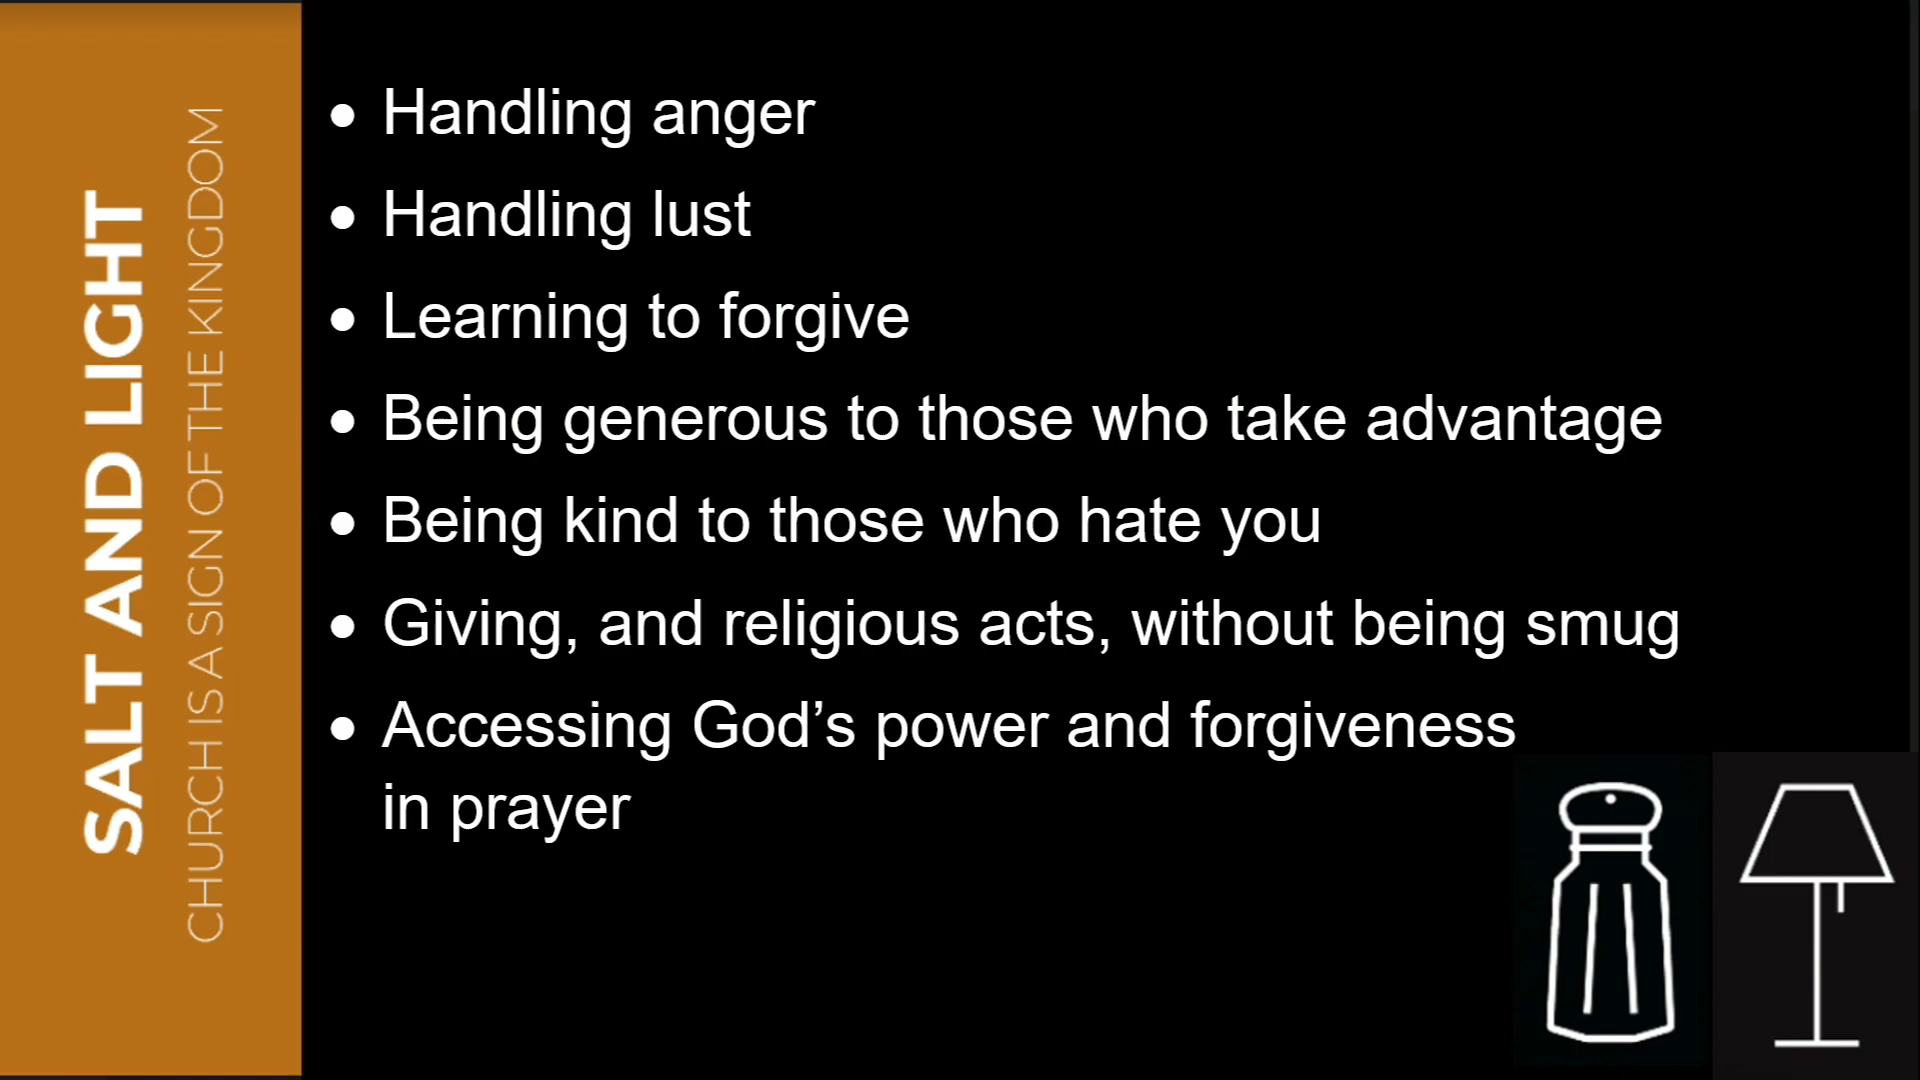 SALT AND LIGHT
CHURCH IS A SIGN OF THE KINGDOM
• Handling anger
• Handling lust
• Learning to forgive
• Being generous to those who take advantage
• Being kind to those who hate you
• Giving, and religious acts, without being smug
• Accessing God’s power and forgiveness
in prayer